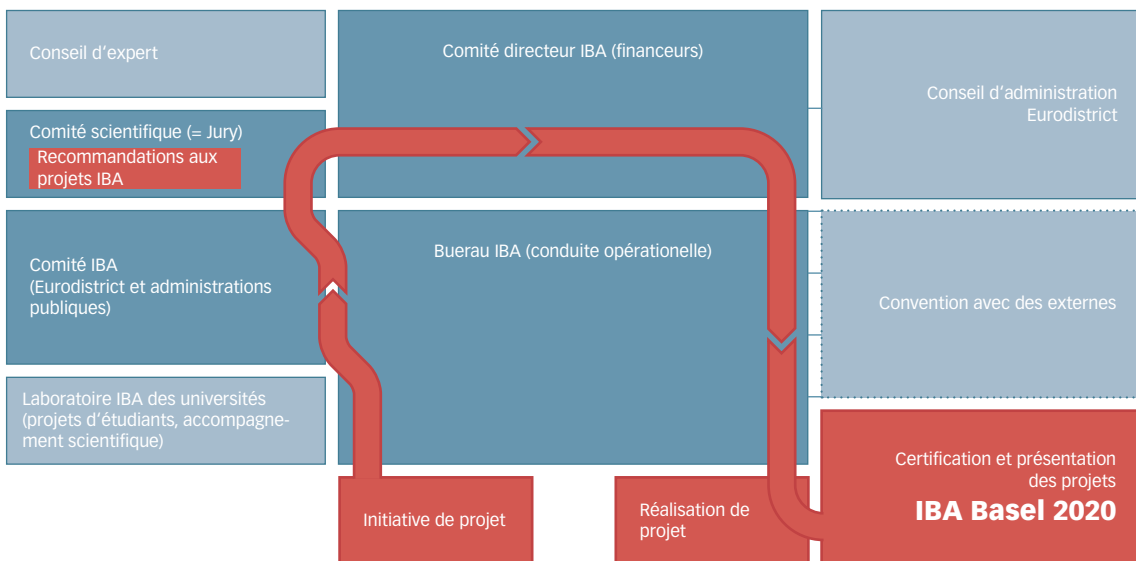 Conseil d'expert
Comité directeur IBA (financeurs)
Conseil d'administration
Eurodistrict
Comité scientifique (= Jury)
Recommandations aux
projets IBA
Comité IBA
(Eurodistrict et administrations
publiques)
Buerau IBA (conduite opérationelle)
Convention avec des externes
Laboratoire IBA des universités
(projets d'étudiants, accompagne-
ment scientifique)
Initiative de projet
Réalisation de
projet
Certification et présentation
des projets
IBA Basel 2020